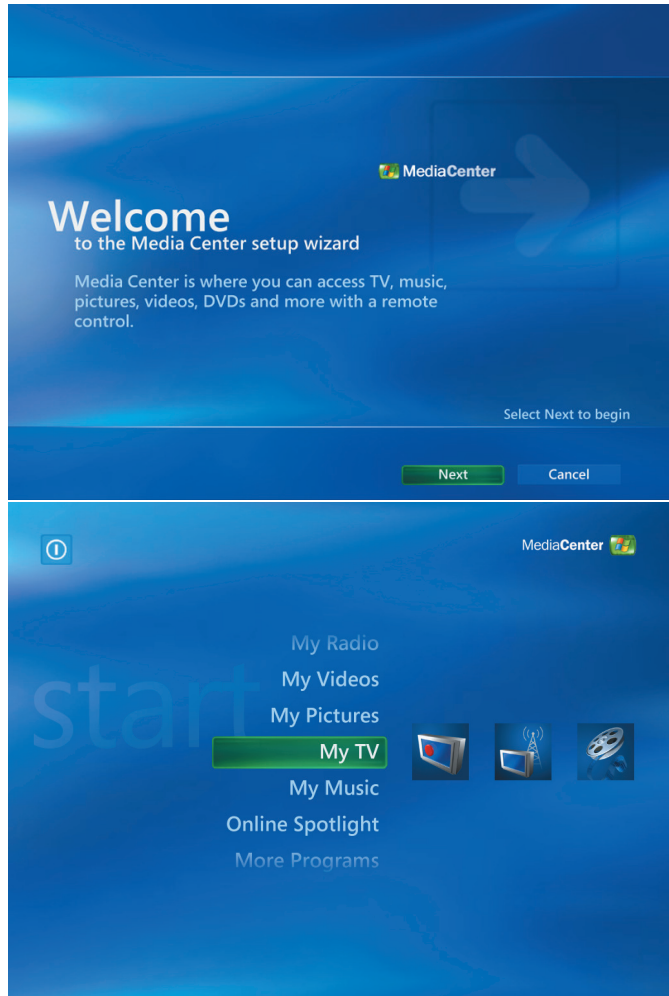 MediaCenter
Welcome
to the Media Center setup wizard
Media Center is where you can access TV, music,
pictures, videos, DVDs and more with a remote
control.
Select Next to begin
Next
Cancel
MediaCenter
start
My Radio
My Videos
My Pictures
My TV
My Music
Online Spotlight
More Programs